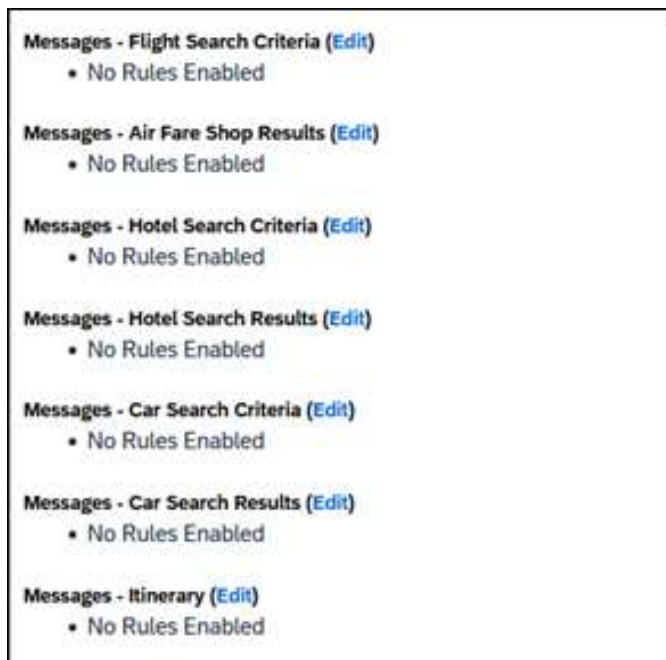 Messages - Flight Search Criteria (Edit)
• No Rules Enabled
Messages - Air Fare Shop Results (Edit)
• No Rules Enabled
Messages - Hotel Search Criteria (Edit)
• No Rules Enabled
Messages - Hotel Search Results (Edit)
• No Rules Enabled
Messages - Car Search Criteria (Edit)
• No Rules Enabled
Messages - Car Search Results (Edit)
• No Rules Enabled
Messages - Itinerary (Edit)
• No Rules Enabled